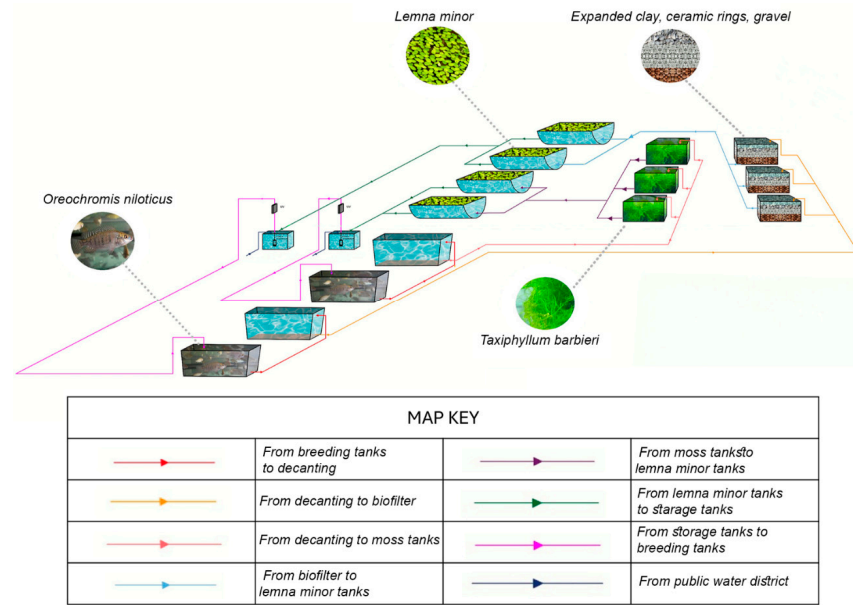 Lemna minor
Expanded clay, ceramic rings, gravel
Oreochromis niloticus
Taxiphyllum barbieri
MAP KEY
From breeding tanks
to decanting
From moss tanksto
lemna minor tanks
From decanting to biofilter
From lemna minor tanks
to starage tanks
From decanting to moss tanks
From storage tanks to
breeding tanks
From biofilter to
lemna minor tanks
From public water district